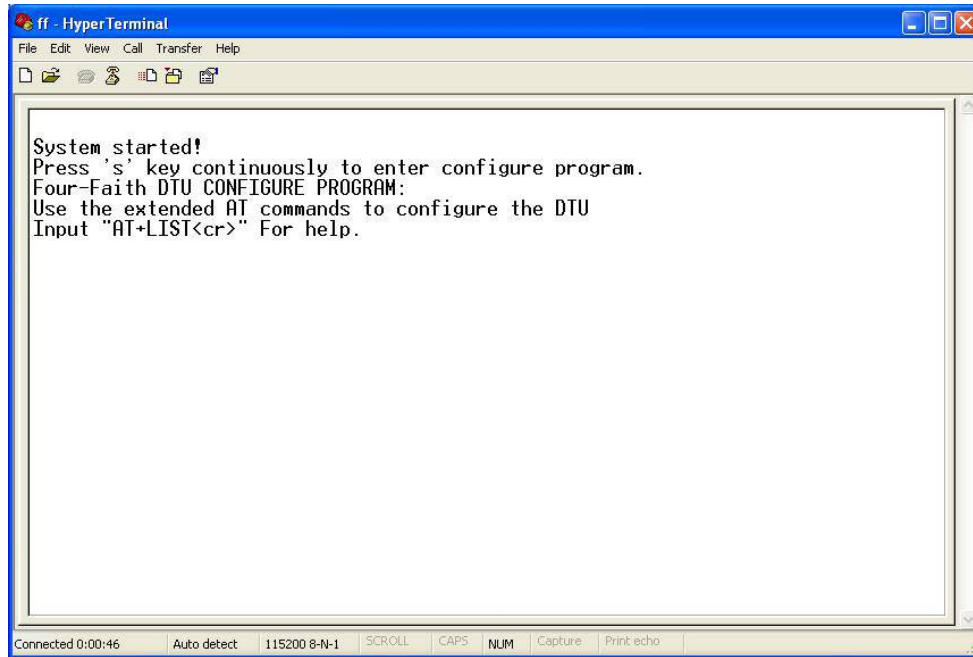 ff - HyperTerminal
File Edit View Call Transfer Help
System started!
Press 's' key continuously to enter configure program.
Four-Faith DTU CONFIGURE PROGRAM:
Use the extended AT commands to configure the DTU
Input "AT+LIST<cr>" For help.
Connected 0:00:46 Auto detect 115200 8-N-1 SCROLL CAPS NUM Capture Print echo